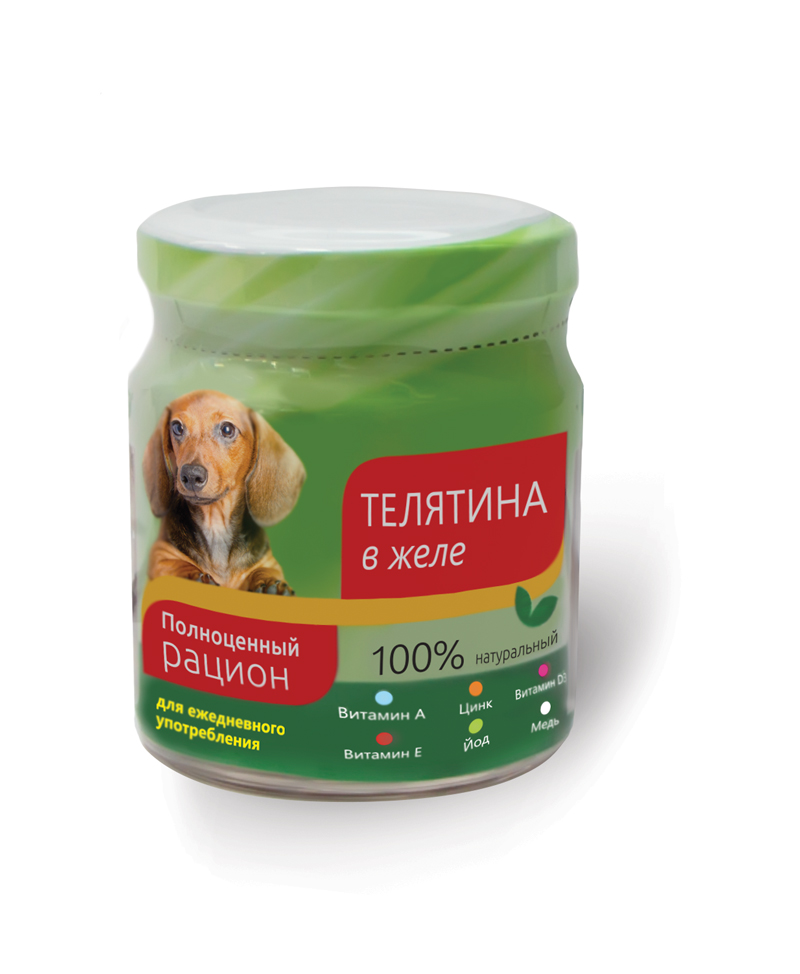 ТЕЛЯТИНА
в желе
Полноценный
рацион
100% натуральный
для ежедневного
употребления
Витамин А
Цинк
Витамин D3
Витамин Е
Йод
Медь